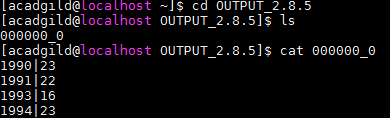 [acadgild@localhost ~]$ cd OUTPUT_2.8.5
[acadgild@localhost OUTPUT_2.8.5]$ ls
000000_0
[acadgild@localhost OUTPUT_2.8.5]$ cat 000000_0
1990|23
1991|22
1993|16
1994|23